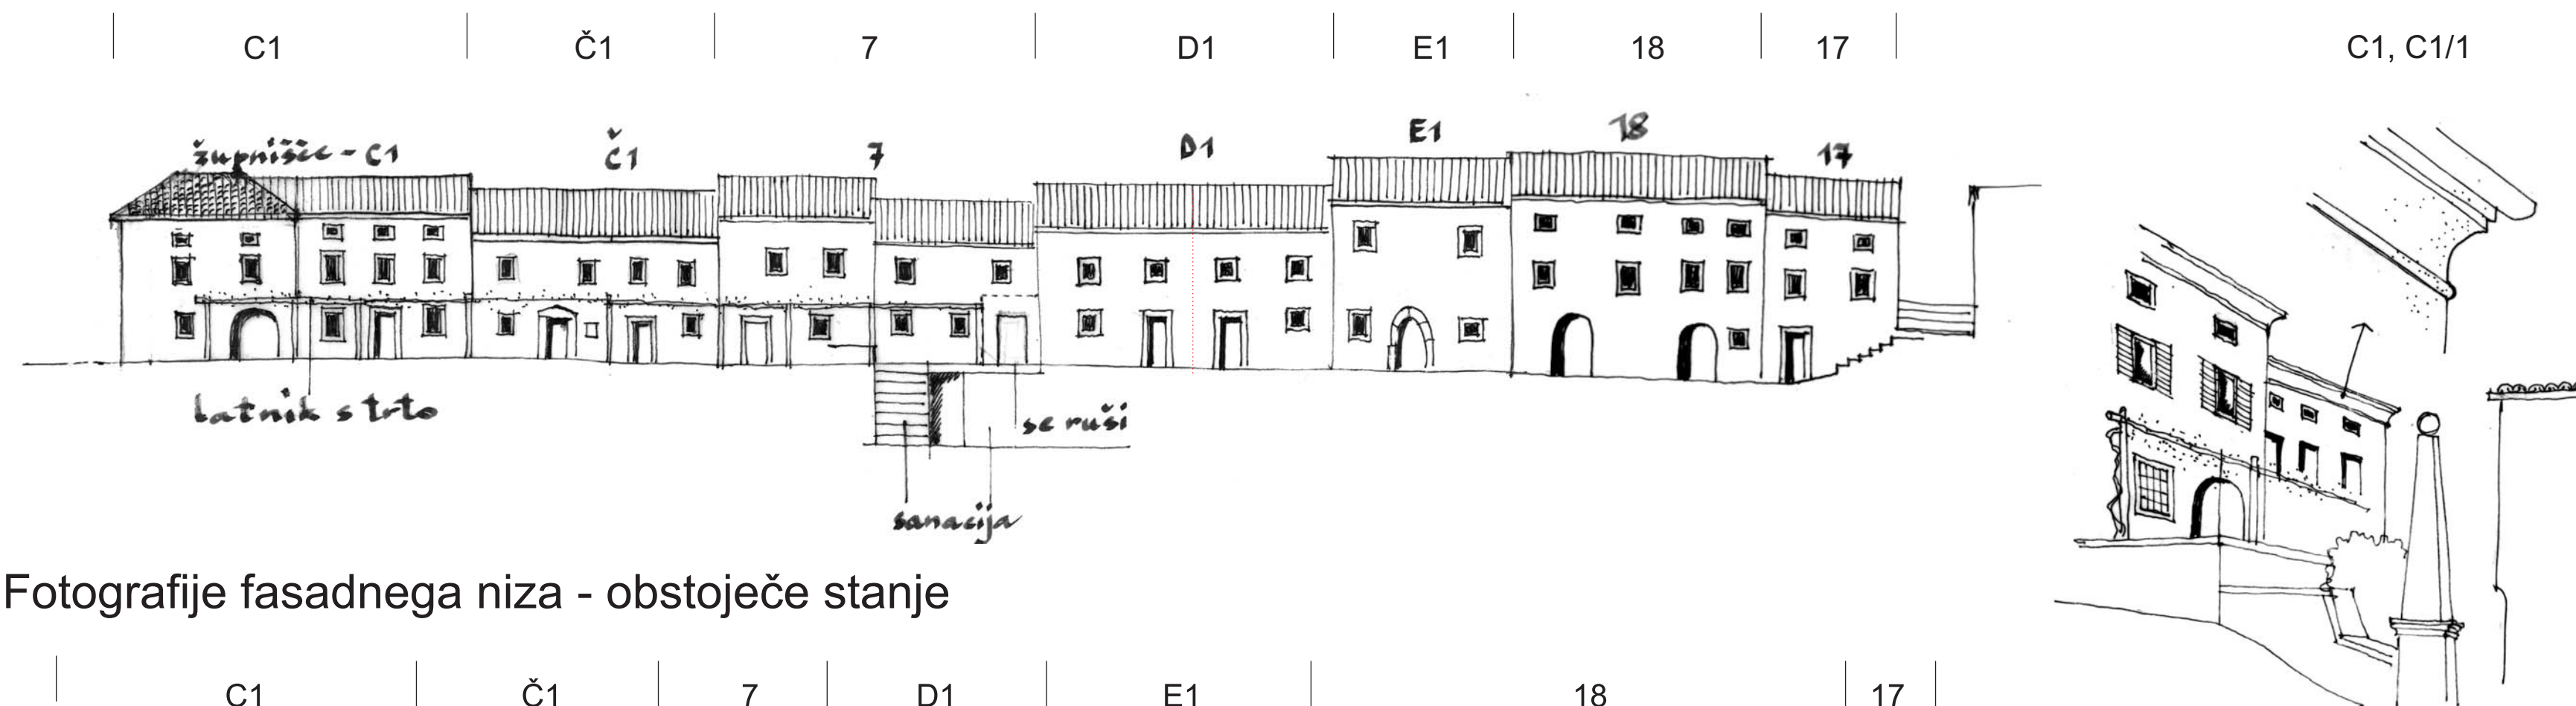 C1 Č1 7 D1 E1 18 17 C1, C1/1
župnišče - C1 Č1 7 D1 E1 18 17
latnik s trto
se ruši
sanacija
Fotografije fasadnega niza - obstoječe stanje
C1 Č1 7 D1 E1 18 17